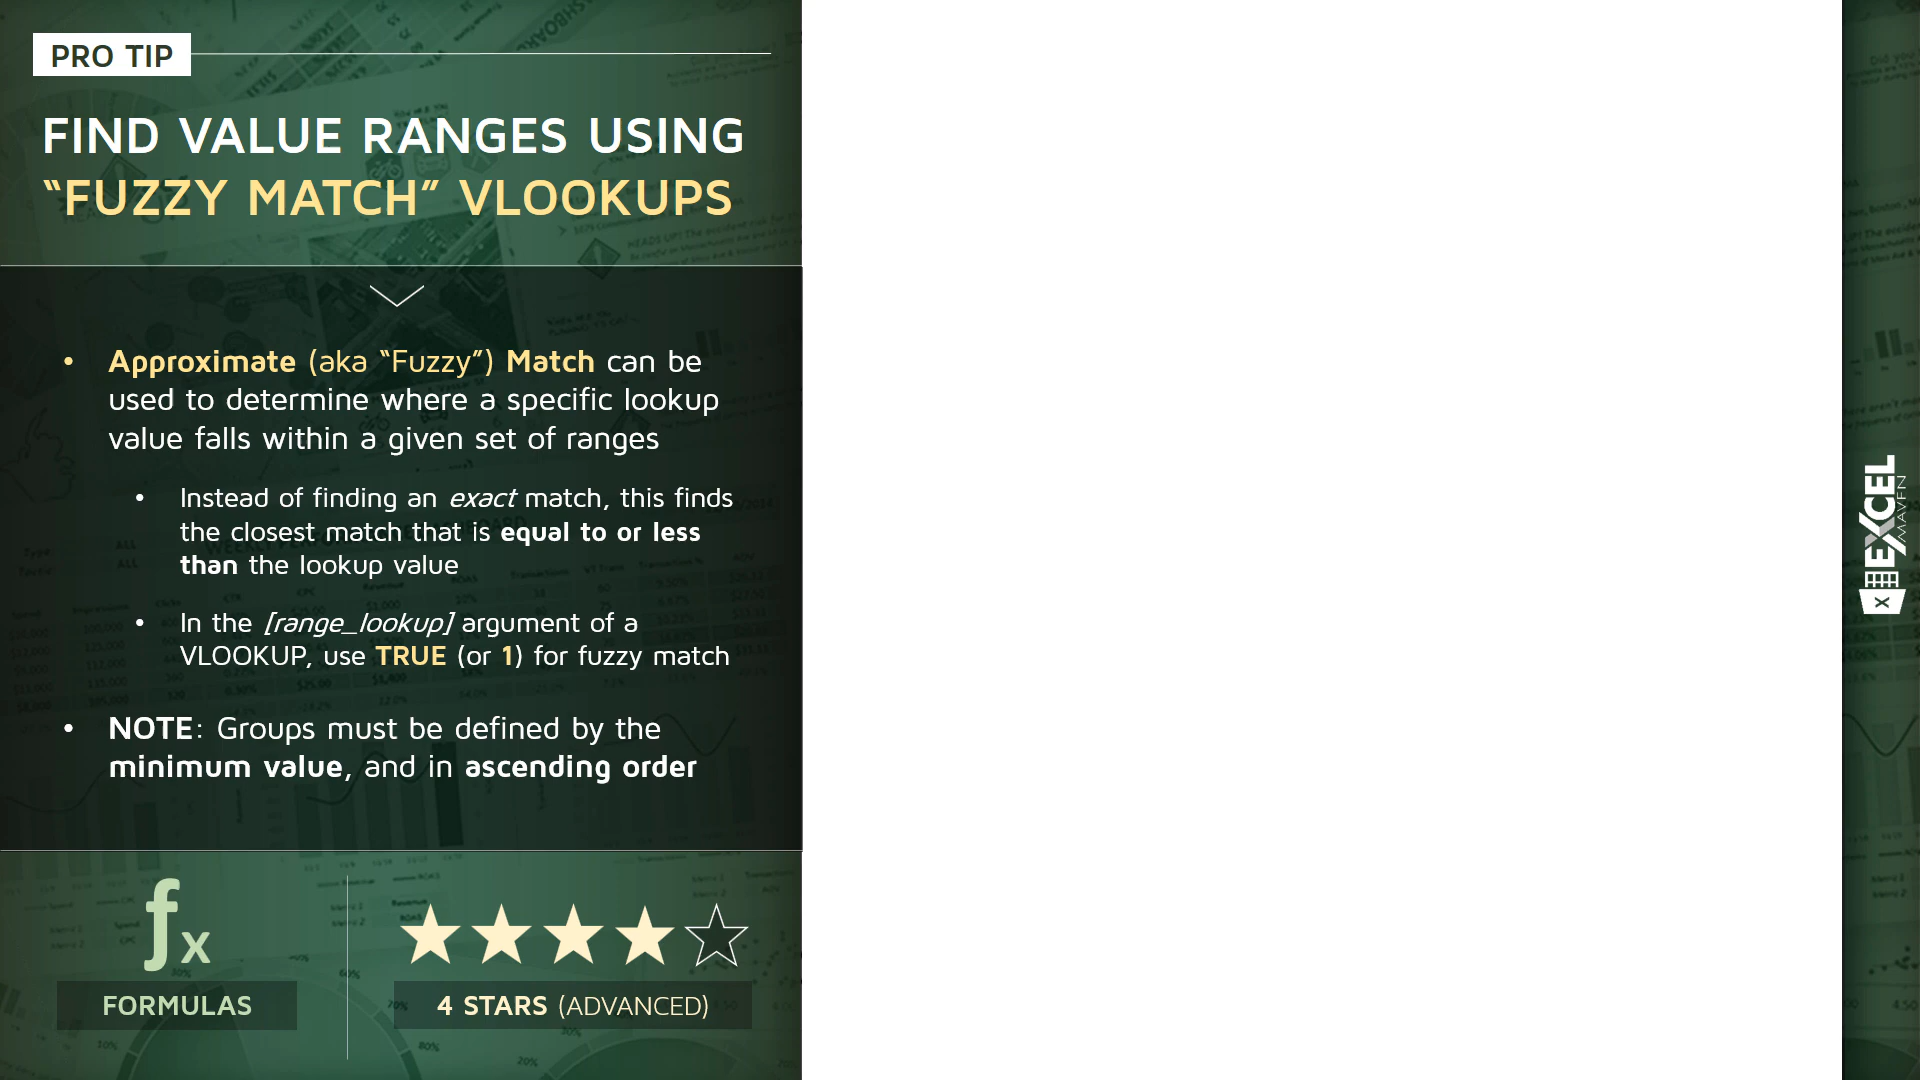 PRO TIP
FIND VALUE RANGES USING
“FUZZY MATCH” VLOOKUPS
• Approximate (aka “Fuzzy”) Match can be
used to determine where a specific lookup
value falls within a given set of ranges
• Instead of finding an exact match, this finds
the closest match that is equal to or less
than the lookup value
• In the [range_lookup] argument of a
VLOOKUP, use TRUE (or 1) for fuzzy match
• NOTE: Groups must be defined by the
minimum value, and in ascending order
fx
FORMULAS
4 STARS (ADVANCED)
EXCEL
MAVEN